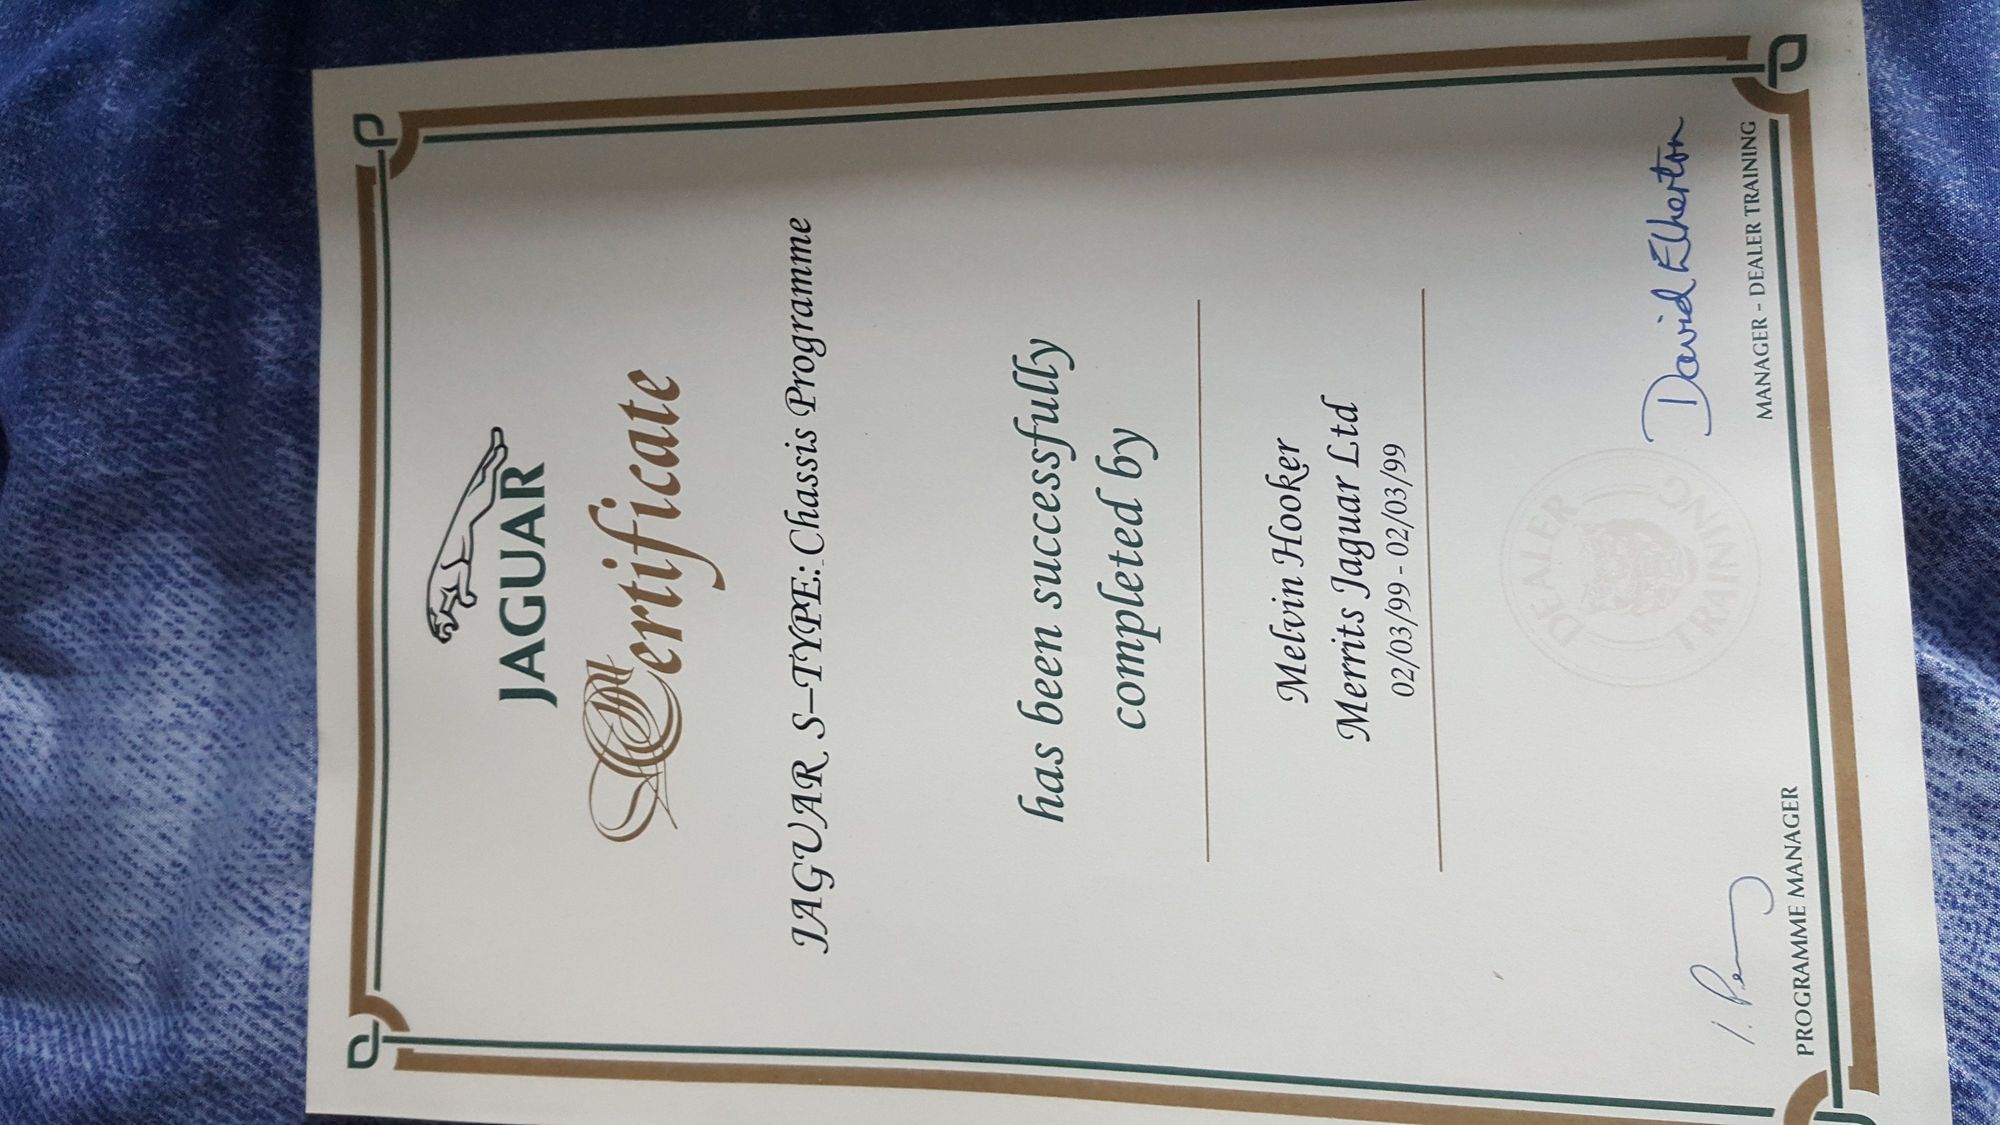 JAGUAR
Certificate
JAGUAR S–TYPE: Chassis Programme
has been successfully
completed by
Melvin Hooker
Merrits Jaguar Ltd
02/03/99 - 02/03/99
DEALER
TRAINING
David
PROGRAMME MANAGER
MANAGER - DEALER TRAINING